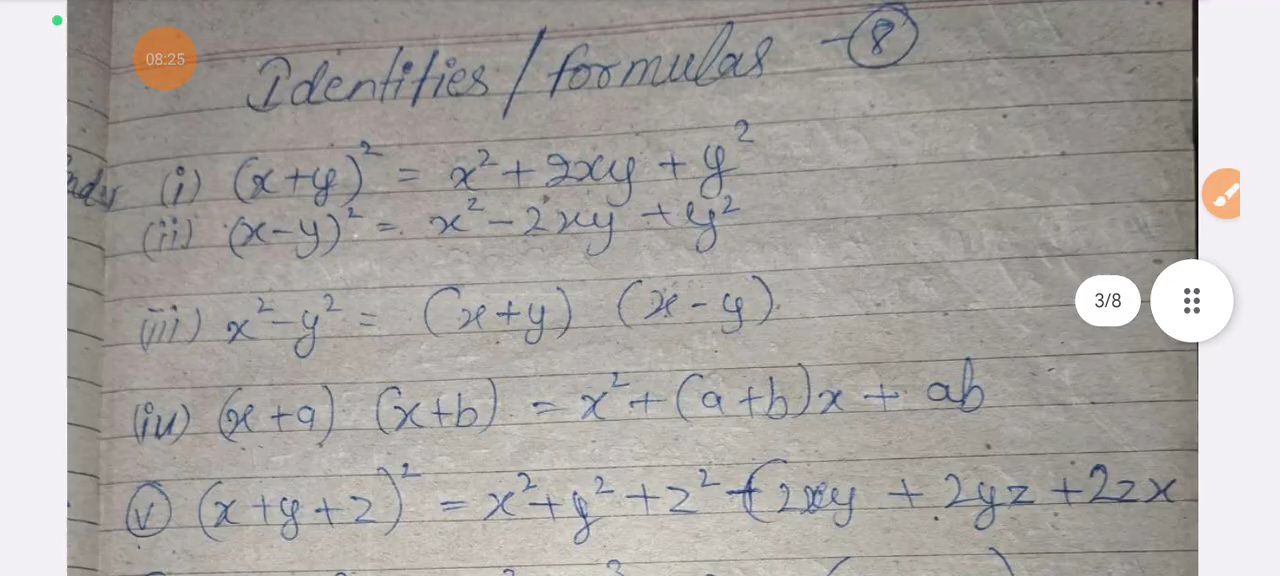 08:25
Identities/formulas -⑧
(i) (x+y)² = x² + 2xy + y²
(ii) (x-y)² = x² - 2xy + y²
(iii) x² - y² = (x+y) (x-y).
3/8
(iv) (x+a) (x+b) = x² + (a+b)x + ab
(v) (x+y+z)² = x² + y² + z² + (2xy + 2yz + 2zx